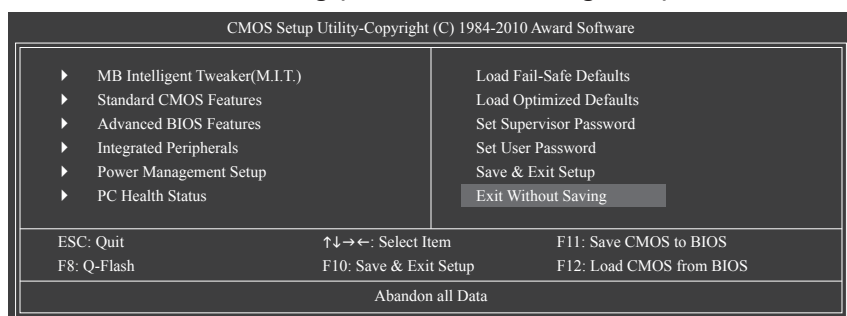 CMOS Setup Utility-Copyright (C) 1984-2010 Award Software
MB Intelligent Tweaker(M.I.T.)
Standard CMOS Features
Advanced BIOS Features
Integrated Peripherals
Power Management Setup
PC Health Status
Load Fail-Safe Defaults
Load Optimized Defaults
Set Supervisor Password
Set User Password
Save & Exit Setup
Exit Without Saving
ESC: Quit ↑↓→←: Select Item F11: Save CMOS to BIOS
F8: Q-Flash F10: Save & Exit Setup F12: Load CMOS from BIOS
Abandon all Data